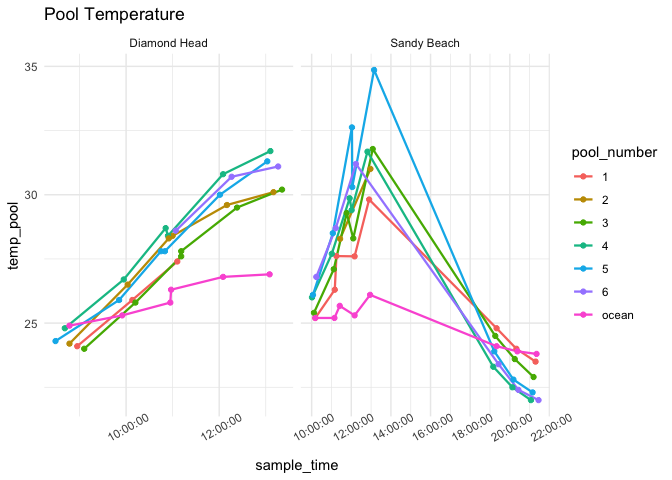 Pool Temperature
Diamond Head
Sandy Beach
35
30
25
temp_pool
10:00:00
12:00:00
10:00:00
12:00:00
14:00:00
16:00:00
18:00:00
20:00:00
22:00:00
sample_time
pool_number
1
2
3
4
5
6
ocean